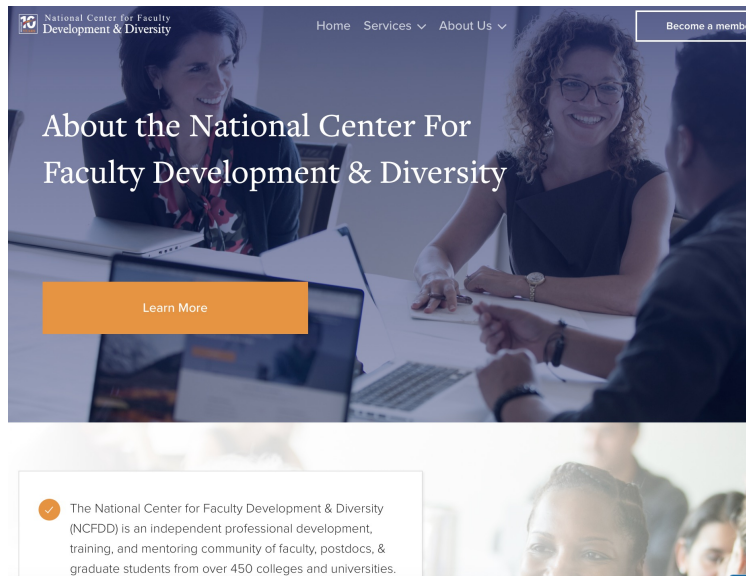 10 National Center for Faculty
Development & Diversity
Home Services About Us
Become a
About the National Center For
Faculty Development & Diversity
Learn More
The National Center for Faculty Development & Diversity
(NCFDD) is an independent professional development,
training, and mentoring community of faculty, postdocs, &
graduate students from over 450 colleges and universities.